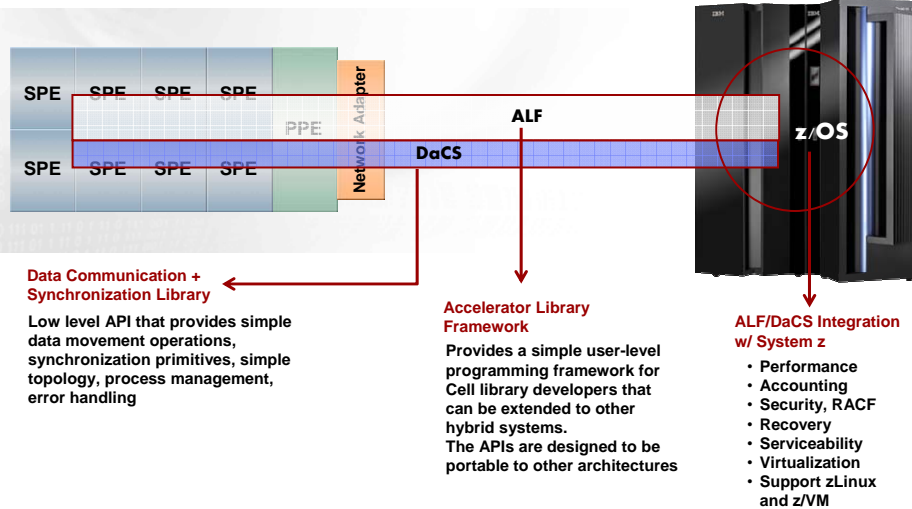 SPE SPE SPE SPE
SPE SPE SPE SPE
PPE
Network Adapter
ALF
DaCS
IBM
z/OS
Data Communication +
Synchronization Library
Low level API that provides simple
data movement operations,
synchronization primitives, simple
topology, process management,
error handling
Accelerator Library
Framework
Provides a simple user-level
programming framework for
Cell library developers that
can be extended to other
hybrid systems.
The APIs are designed to be
portable to other architectures
ALF/DaCS Integration
w/ System z
• Performance
• Accounting
• Security, RACF
• Recovery
• Serviceability
• Virtualization
• Support zLinux
and z/VM